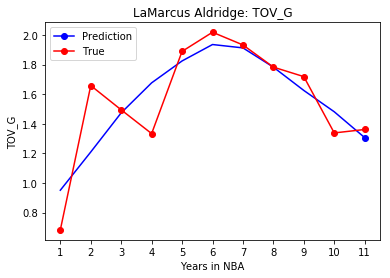 LaMarcus Aldridge: TOV_G
Prediction
True
2.0
1.8
1.6
1.4
1.2
1.0
0.8
TOV_G
1 2 3 4 5 6 7 8 9 10 11
Years in NBA